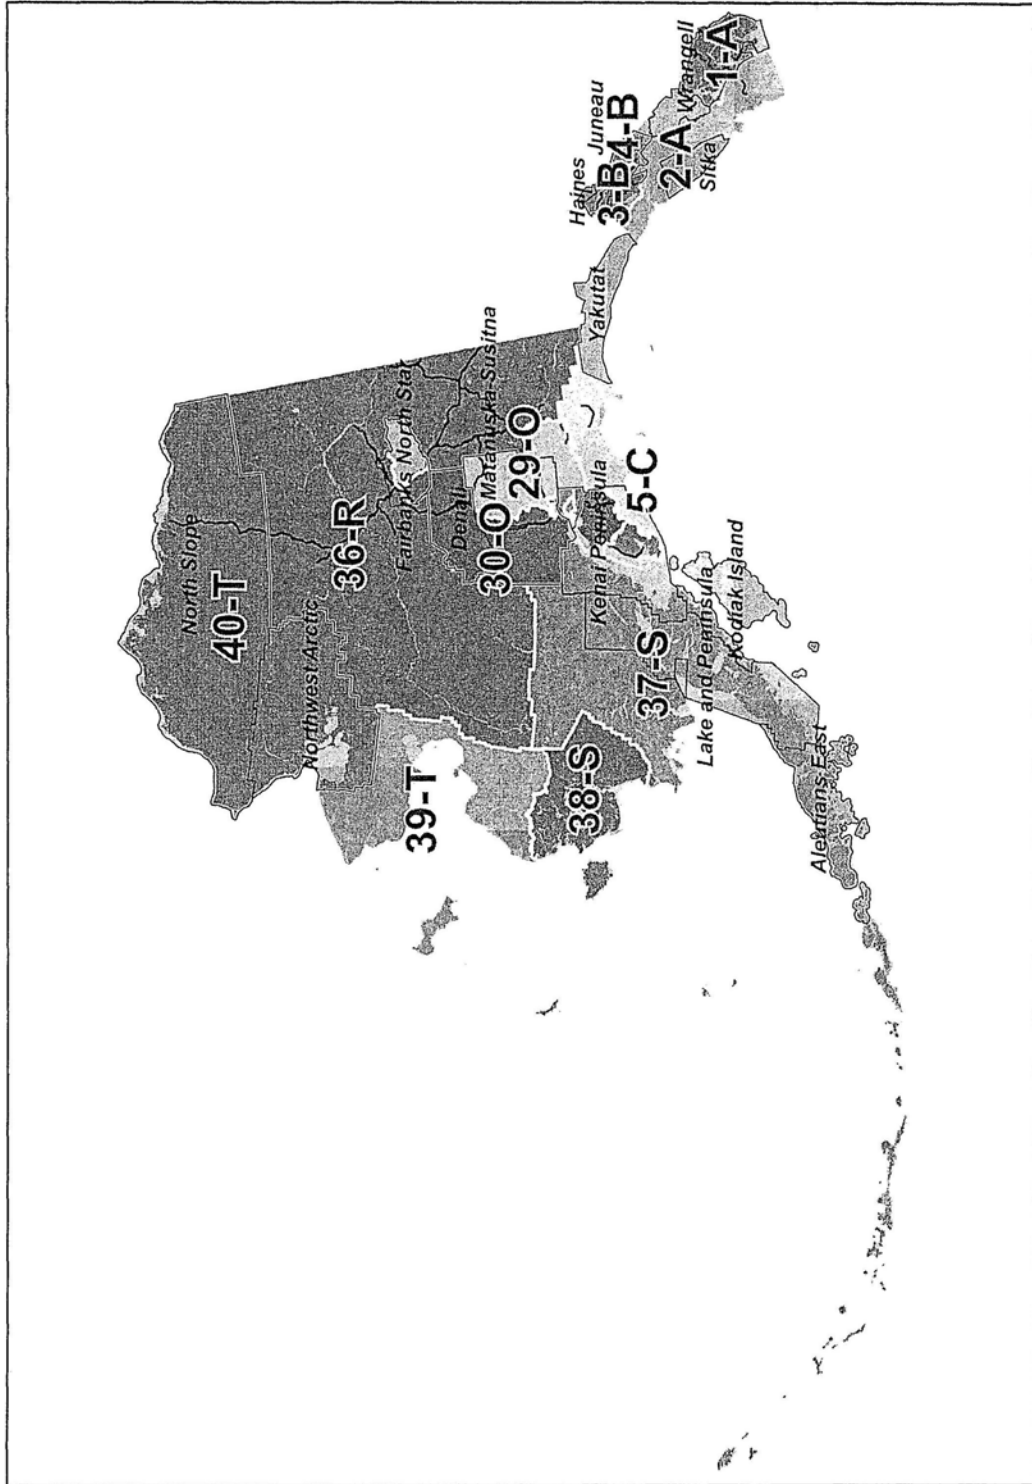 North Slope
40-T
Northwest Arctic
36-R
Fairbanks North Star
39-T
Denali
Matanuska-Susitna
30-O
29-O
38-S
Kenai Peninsula
5-C
37-S
Lake and Peninsula
Kodiak Island
Aleutians East
Yakutat
Haines
3-B
Juneau
4-B
2-A
Sitka
Wrangell
1-A